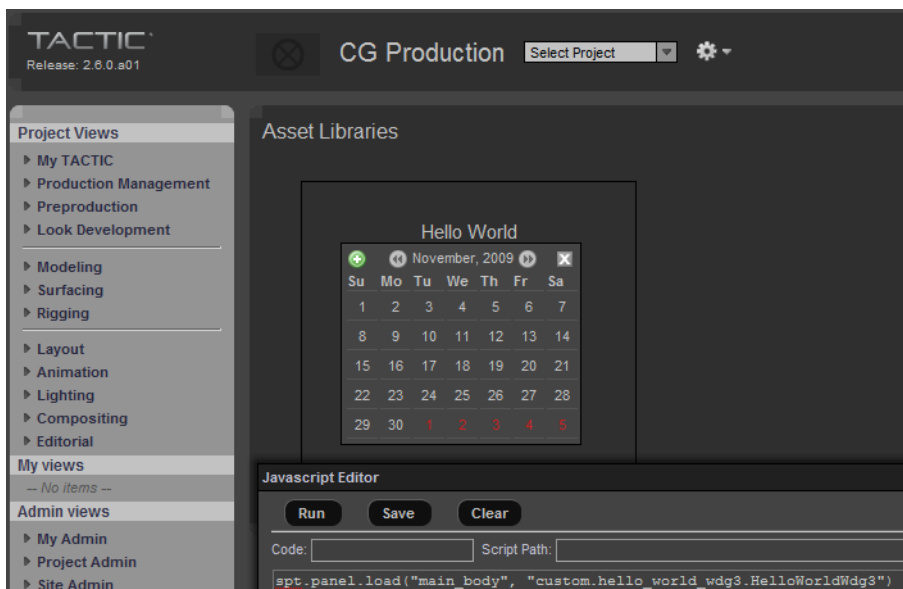 TACTIC
Release: 2.6.0.a01
CG Production
Select Project
Project Views
My TACTIC
Production Management
Preproduction
Look Development
Modeling
Surfacing
Rigging
Layout
Animation
Lighting
Compositing
Editorial
My views
-- No items --
Admin views
My Admin
Project Admin
Site Admin
Asset Libraries
Hello World
November, 2009
Su Mo Tu We Th Fr Sa
1 2 3 4 5 6 7
8 9 10 11 12 13 14
15 16 17 18 19 20 21
22 23 24 25 26 27 28
29 30 1 2 3 4 5
Javascript Editor
Run Save Clear
Code: Script Path:
spt.panel.load("main_body", "custom.hello_world_wdg3.HelloWorldWdg3")